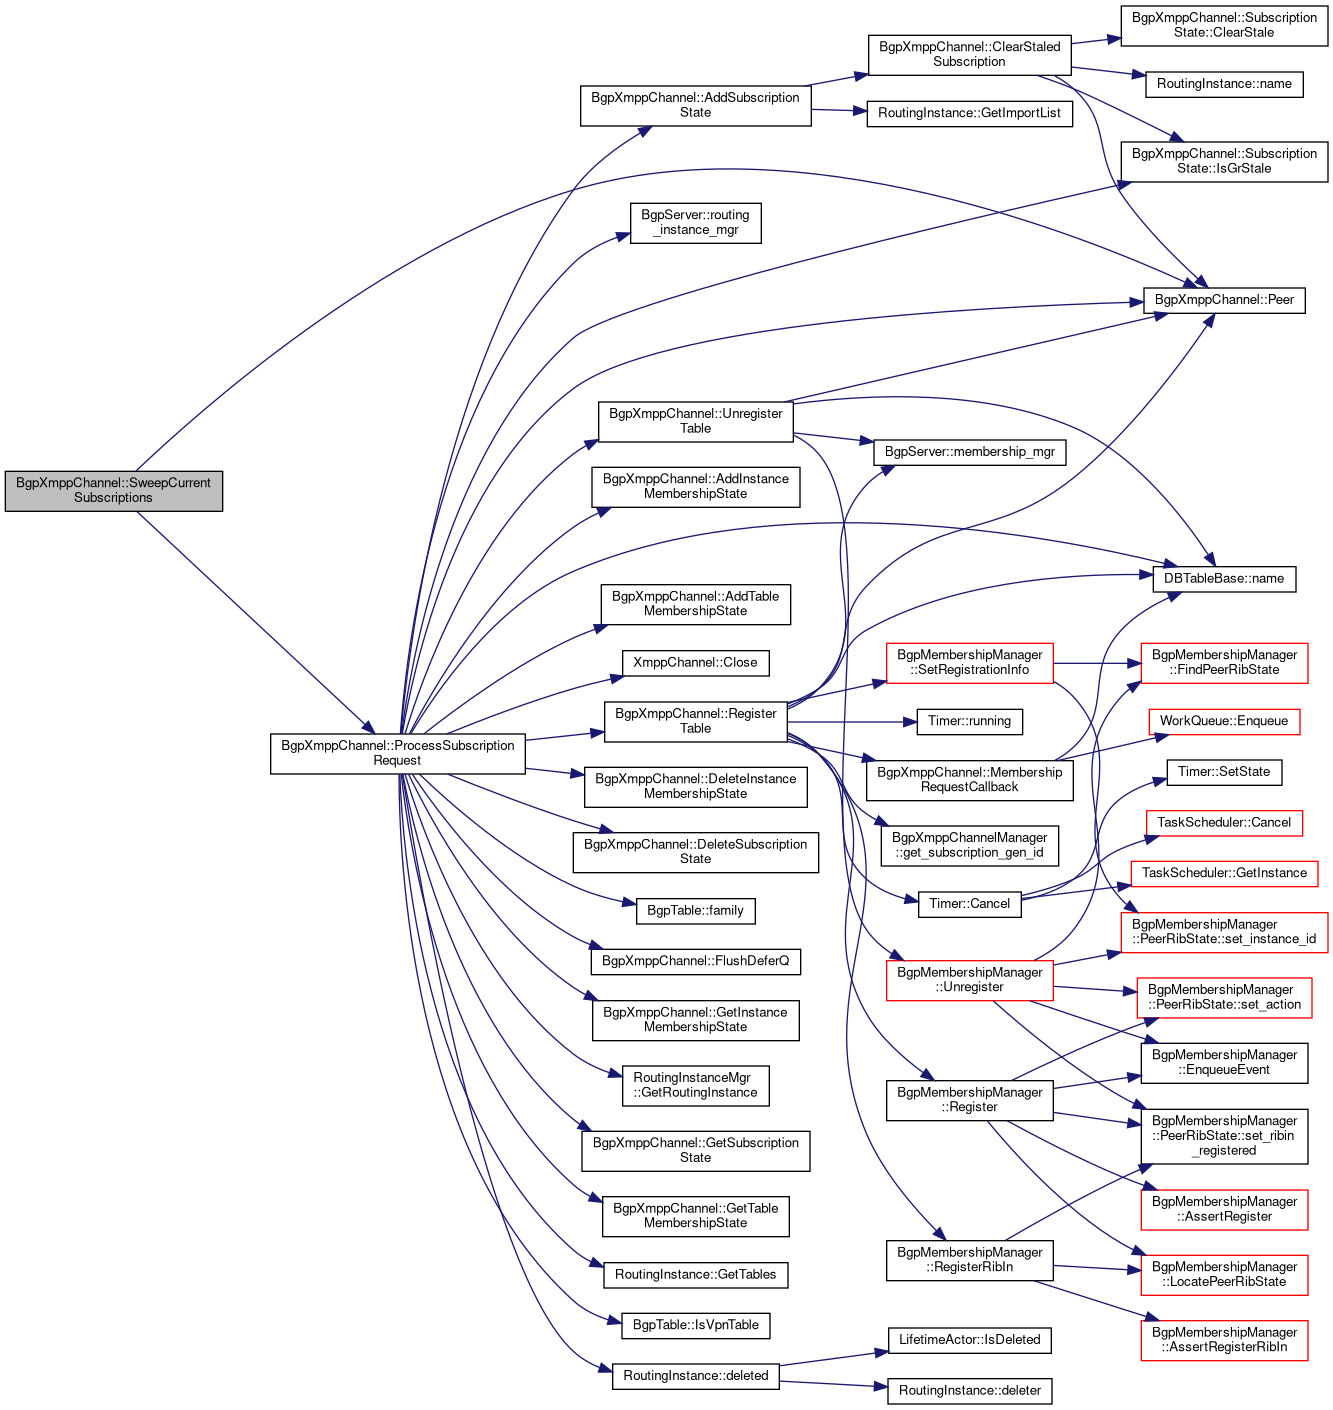 BgpXmppChannel::SweepCurrent
Subscriptions
BgpXmppChannel::ProcessSubscription
Request
BgpXmppChannel::AddSubscription
State
BgpServer::routing
_instance_mgr
BgpXmppChannel::Unregister
Table
BgpXmppChannel::AddInstance
MembershipState
BgpXmppChannel::AddTable
MembershipState
XmppChannel::Close
BgpXmppChannel::Register
Table
BgpXmppChannel::DeleteInstance
MembershipState
BgpXmppChannel::DeleteSubscription
State
BgpTable::family
BgpXmppChannel::FlushDeferQ
BgpXmppChannel::GetInstance
MembershipState
RoutingInstanceMgr
::GetRoutingInstance
BgpXmppChannel::GetSubscription
State
BgpXmppChannel::GetTable
MembershipState
RoutingInstance::GetTables
BgpTable::IsVpnTable
RoutingInstance::deleted
BgpXmppChannel::ClearStaled
Subscription
RoutingInstance::GetImportList
BgpServer::membership_mgr
BgpMembershipManager
::SetRegistrationInfo
Timer::running
BgpXmppChannel::Membership
RequestCallback
BgpXmppChannelManager
::get_subscription_gen_id
Timer::Cancel
BgpMembershipManager
::Unregister
BgpMembershipManager
::Register
BgpMembershipManager
::RegisterRibIn
LifetimeActor::IsDeleted
RoutingInstance::deleter
BgpXmppChannel::Subscription
State::ClearStale
RoutingInstance::name
BgpXmppChannel::Subscription
State::IsGrStale
BgpXmppChannel::Peer
DBTableBase::name
BgpMembershipManager
::FindPeerRibState
WorkQueue::Enqueue
Timer::SetState
TaskScheduler::Cancel
TaskScheduler::GetInstance
BgpMembershipManager
::PeerRibState::set_instance_id
BgpMembershipManager
::PeerRibState::set_action
BgpMembershipManager
::EnqueueEvent
BgpMembershipManager
::PeerRibState::set_ribin
_registered
BgpMembershipManager
::AssertRegister
BgpMembershipManager
::LocatePeerRibState
BgpMembershipManager
::AssertRegisterRibIn